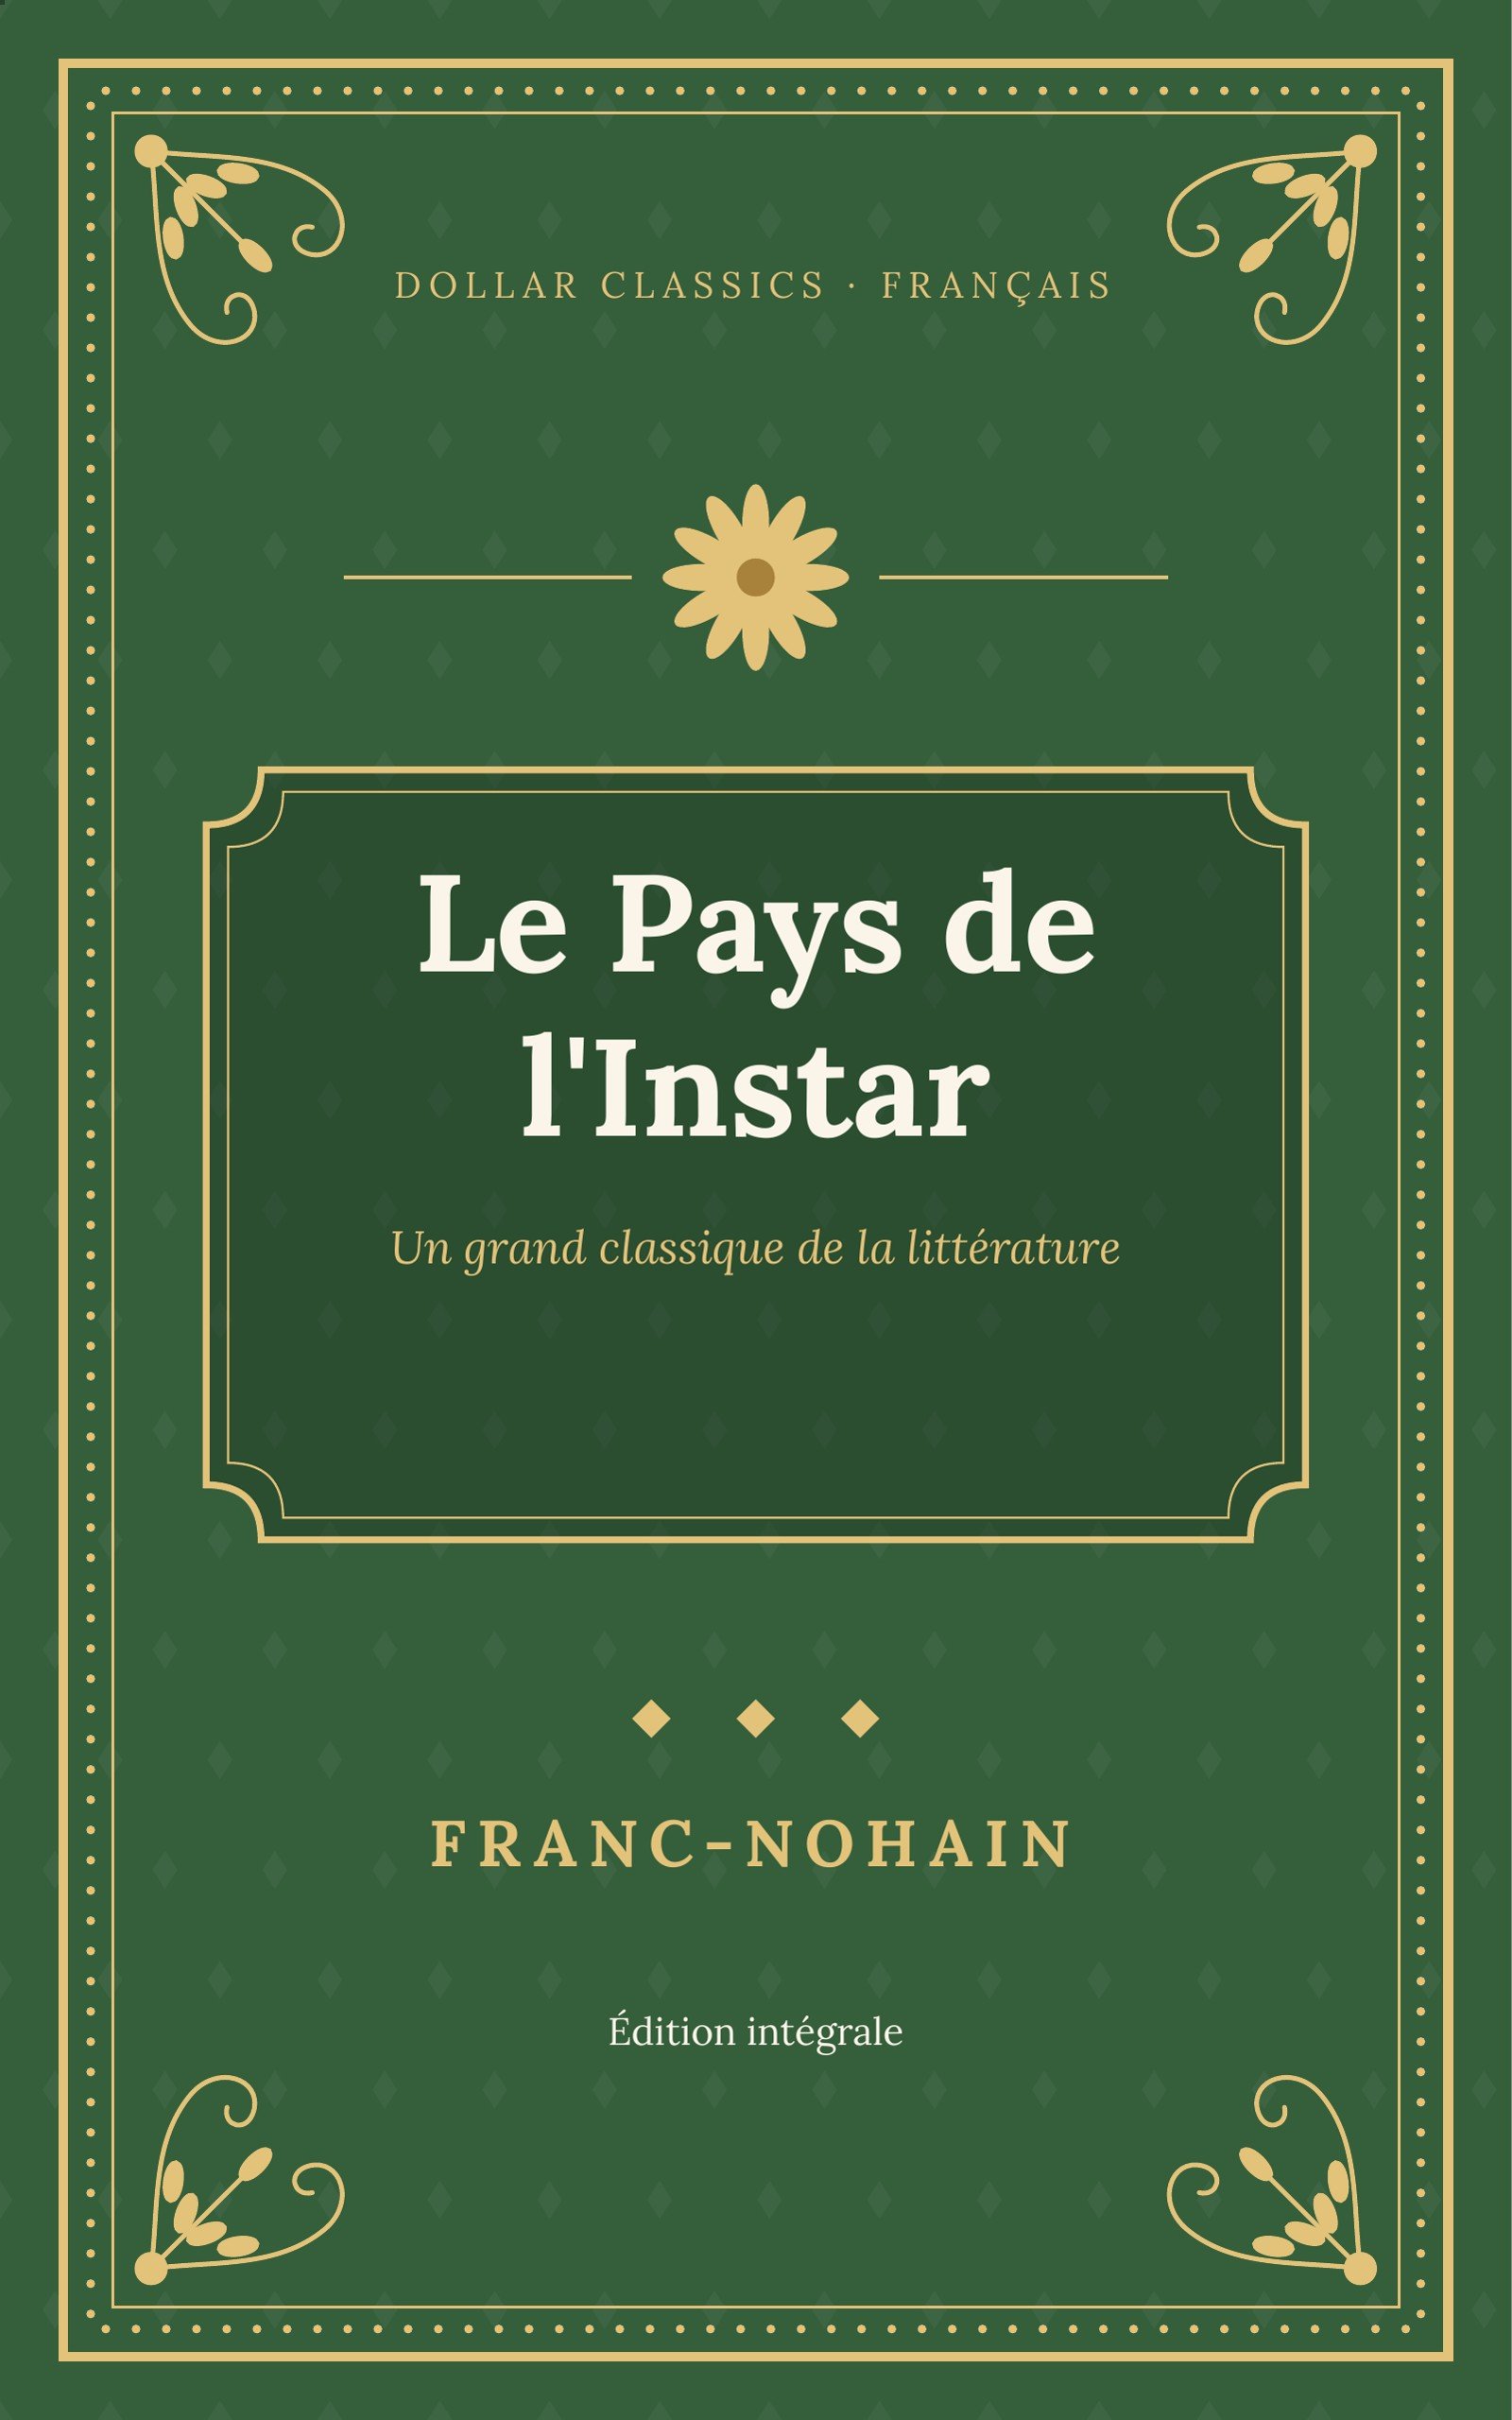 DOLLAR CLASSICS · FRANÇAIS
Le Pays de
l'Instar
Un grand classique de la littérature
FRANC-NOHAIN
Édition intégrale